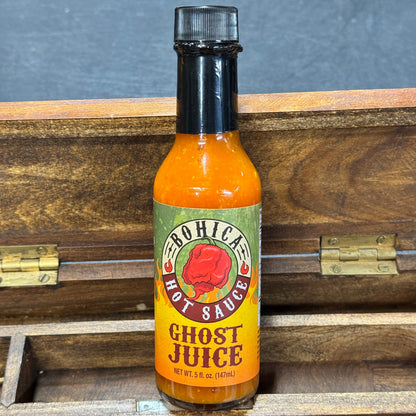 BOHICA
HOT SAUCE
GHOST
JUICE
NET WT. 5 fl. oz. (147mL)